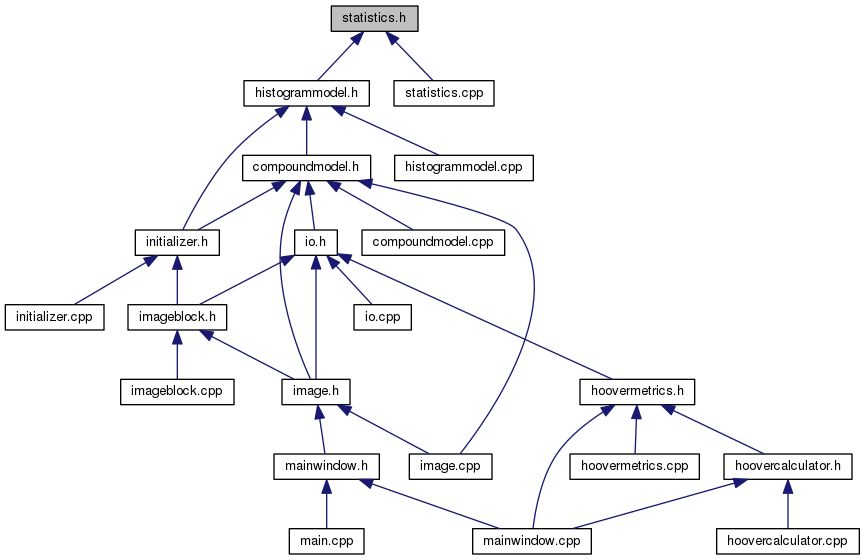 statistics.h
histogrammodel.h
statistics.cpp
compoundmodel.h
histogrammodel.cpp
initializer.h
io.h
compoundmodel.cpp
initializer.cpp
imageblock.h
io.cpp
imageblock.cpp
image.h
hoovermetrics.h
mainwindow.h
image.cpp
hoovermetrics.cpp
hoovercalculator.h
main.cpp
mainwindow.cpp
hoovercalculator.cpp